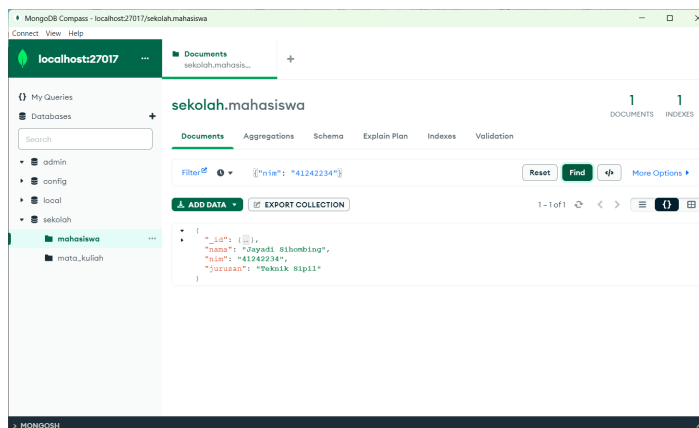 MongoDB Compass - localhost:27017/sekolah.mahasiswa
Connect View Help
localhost:27017 ...
Documents
sekolah.mahasis...
+
{} My Queries
Databases +
Search
admin
config
local
sekolah
mahasiswa ...
mata_kuliah
sekolah.mahasiswa
1 DOCUMENTS 1 INDEXES
Documents Aggregations Schema Explain Plan Indexes Validation
Filter {"nim": "41242234"} Reset Find </> More Options
ADD DATA EXPORT COLLECTION 1 – 1 of 1 {}
{
"_id": {…},
"nama": "Jayadi Sihombing",
"nim": "41242234",
"jurusan": "Teknik Sipil"
}
> MONGOSH